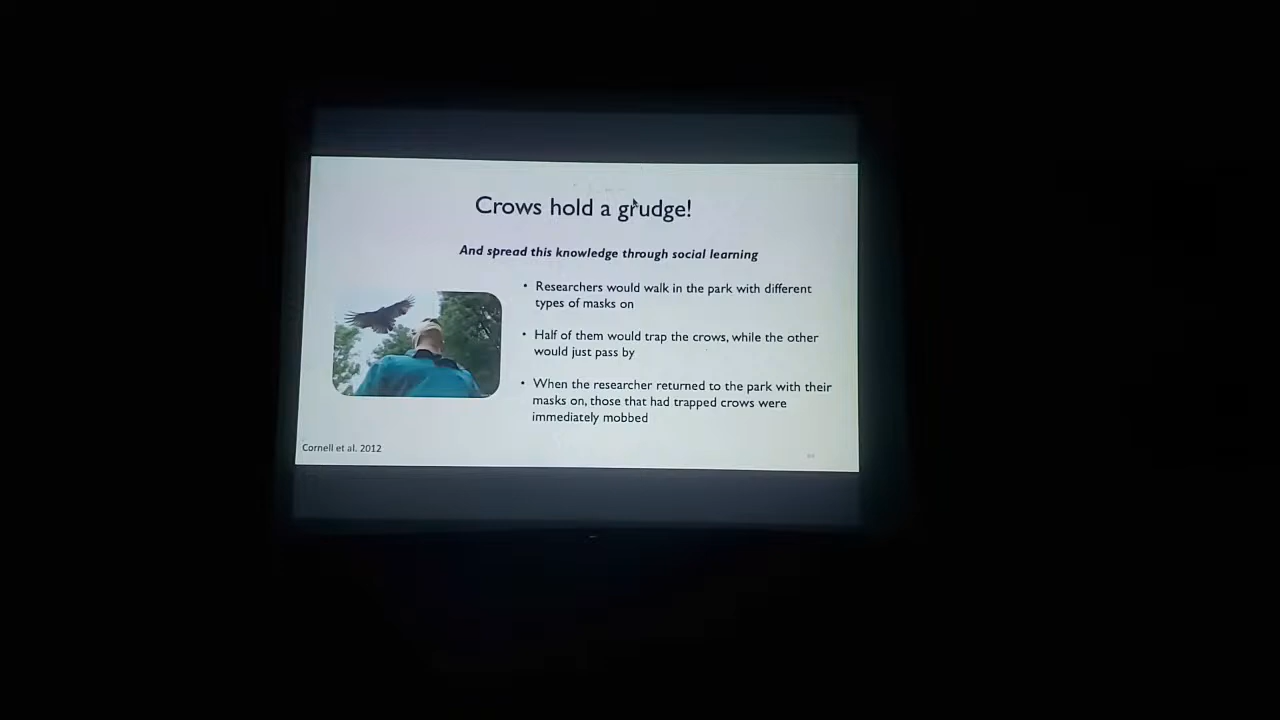 Crows hold a grudge!
And spread this knowledge through social learning
• Researchers would walk in the park with different
types of masks on
• Half of them would trap the crows, while the other
would just pass by
• When the researcher returned to the park with their
masks on, those that had trapped crows were
immediately mobbed
Cornell et al. 2012